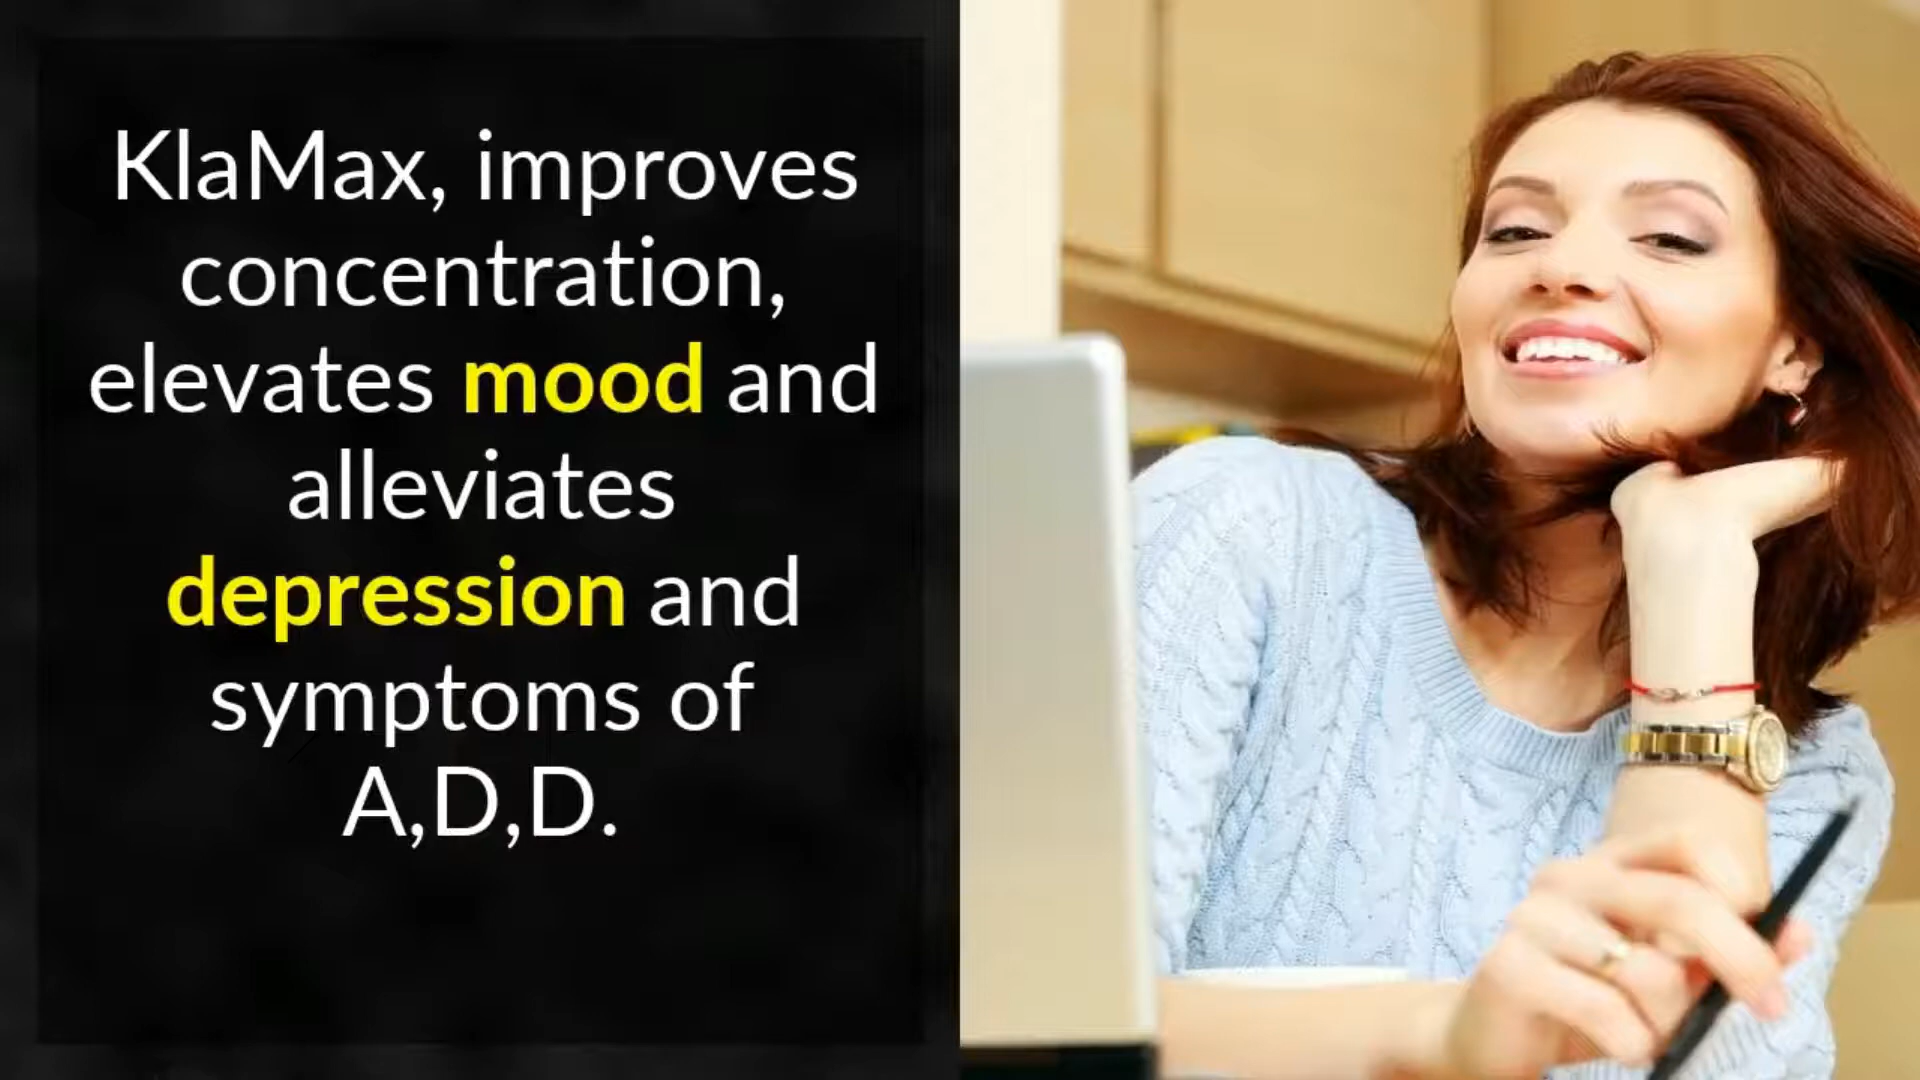 KlaMax, improves
concentration,
elevates mood and
alleviates
depression and
symptoms of
A,D,D.